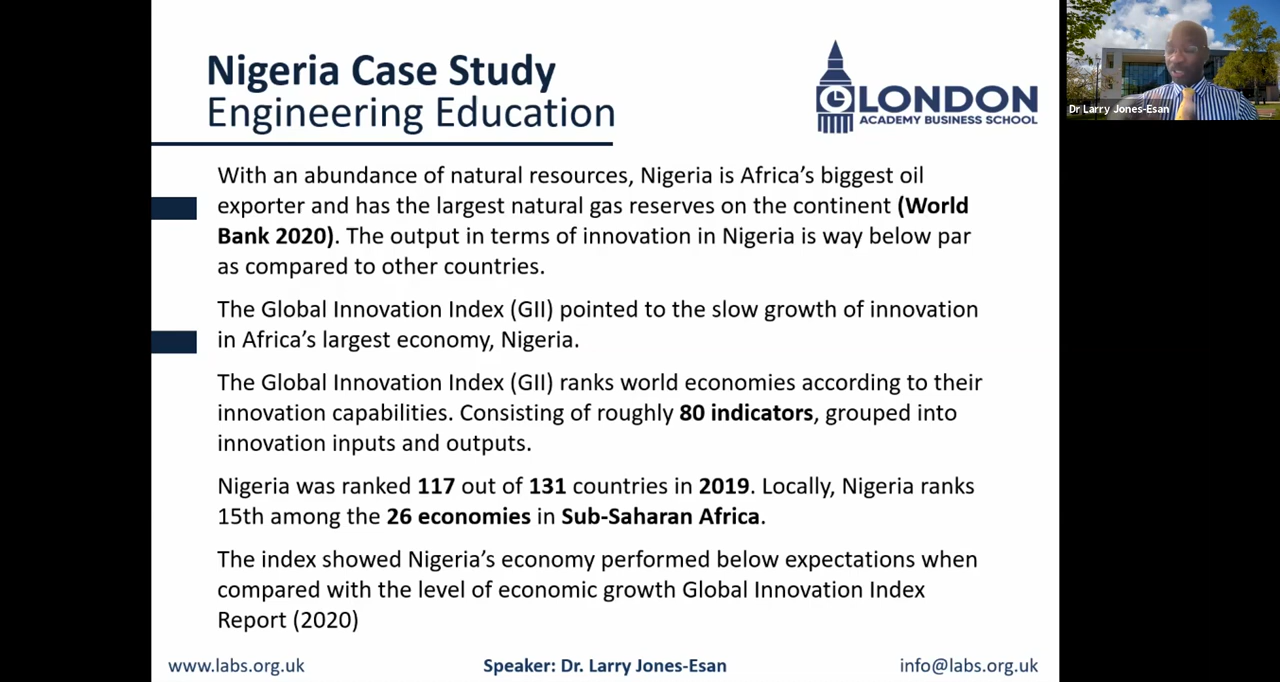 Nigeria Case Study
Engineering Education
LONDON
ACADEMY BUSINESS SCHOOL
Dr Larry Jones-Esan
With an abundance of natural resources, Nigeria is Africa’s biggest oil
exporter and has the largest natural gas reserves on the continent (World
Bank 2020). The output in terms of innovation in Nigeria is way below par
as compared to other countries.
The Global Innovation Index (GII) pointed to the slow growth of innovation
in Africa’s largest economy, Nigeria.
The Global Innovation Index (GII) ranks world economies according to their
innovation capabilities. Consisting of roughly 80 indicators, grouped into
innovation inputs and outputs.
Nigeria was ranked 117 out of 131 countries in 2019. Locally, Nigeria ranks
15th among the 26 economies in Sub-Saharan Africa.
The index showed Nigeria’s economy performed below expectations when
compared with the level of economic growth Global Innovation Index
Report (2020)
www.labs.org.uk
Speaker: Dr. Larry Jones-Esan
info@labs.org.uk